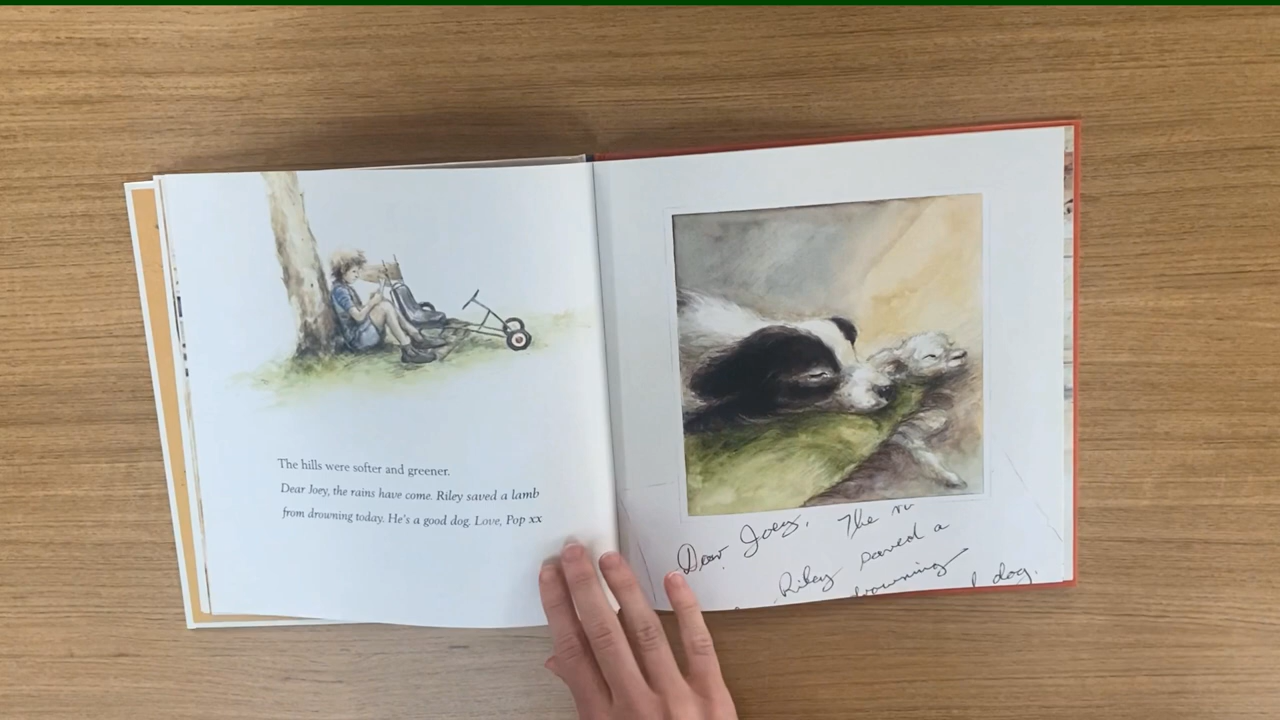 The hills were softer and greener.
Dear Joey, the rains have come. Riley saved a lamb
from drowning today. He's a good dog. Love, Pop xx
Dear Joey, The
Riley saved a
drowning
dog.